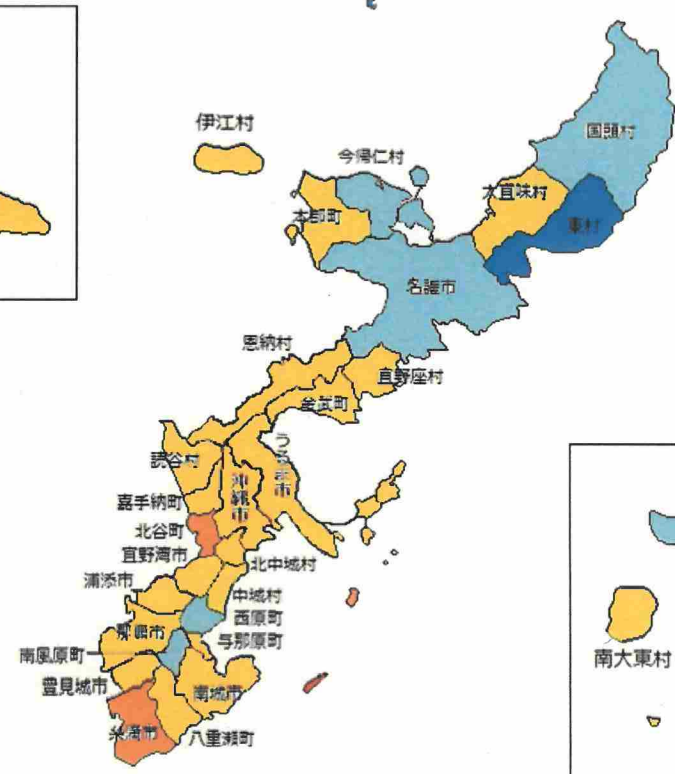 国頭村
伊江村
今帰仁村
大宜味村
東村
本部町
名護市
恩納村
宜野座村
金武町
うるま市
読谷村
沖縄市
嘉手納町
北谷町
宜野湾市
北中城村
浦添市
中城村
西原町
那覇市
与那原町
南風原町
豊見城市
南城市
糸満市
八重瀬町
南大東村